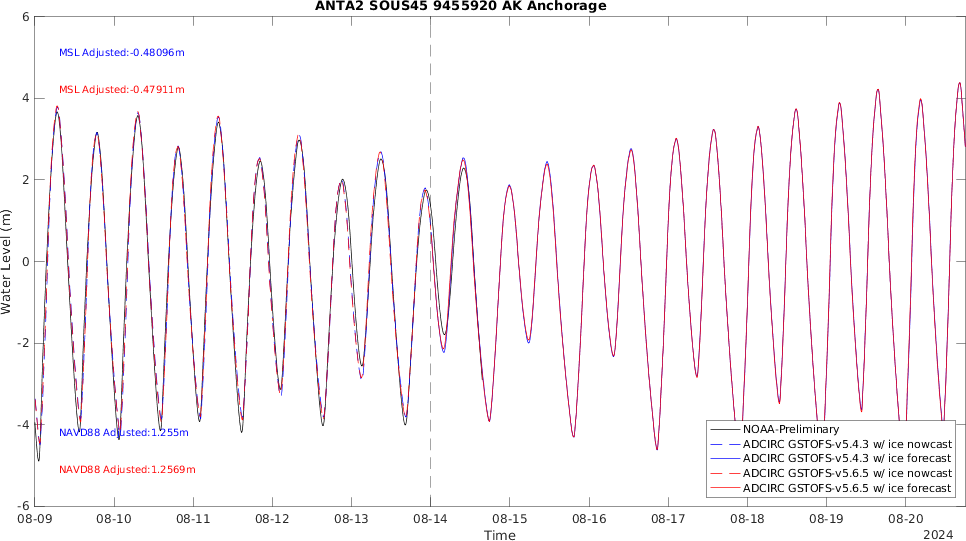 ANTA2 SOUS45 9455920 AK Anchorage
6
MSL Adjusted:-0.48096m
MSL Adjusted:-0.47911m
4
2
Water Level (m)
0
-2
-4
NAVD88 Adjusted:1.255m
NAVD88 Adjusted:1.2569m
NOAA-Preliminary
ADCIRC GSTOFS-v5.4.3 w/ ice nowcast
ADCIRC GSTOFS-v5.4.3 w/ ice forecast
ADCIRC GSTOFS-v5.6.5 w/ ice nowcast
ADCIRC GSTOFS-v5.6.5 w/ ice forecast
-6
08-09 08-10 08-11 08-12 08-13 08-14 08-15 08-16 08-17 08-18 08-19 08-20
Time
2024